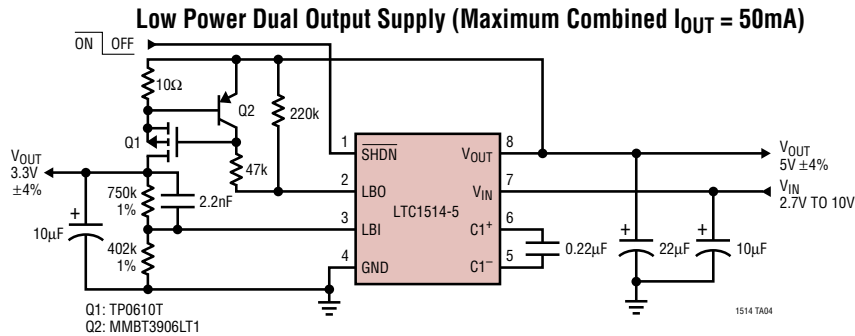 Low Power Dual Output Supply (Maximum Combined IOUT = 50mA)
ON OFF
10Ω
Q2
220k
Q1
1
SHDN
VOUT
8
VOUT
3.3V
±4%
47k
VOUT
5V ±4%
750k
1%
2.2nF
2
LBO
VIN
7
VIN
2.7V TO 10V
LTC1514-5
10µF
+
402k
1%
3
LBI
C1+
6
0.22µF
+
22µF
+
10µF
4
GND
C1–
5
Q1: TP0610T
Q2: MMBT3906LT1
1514 TA04